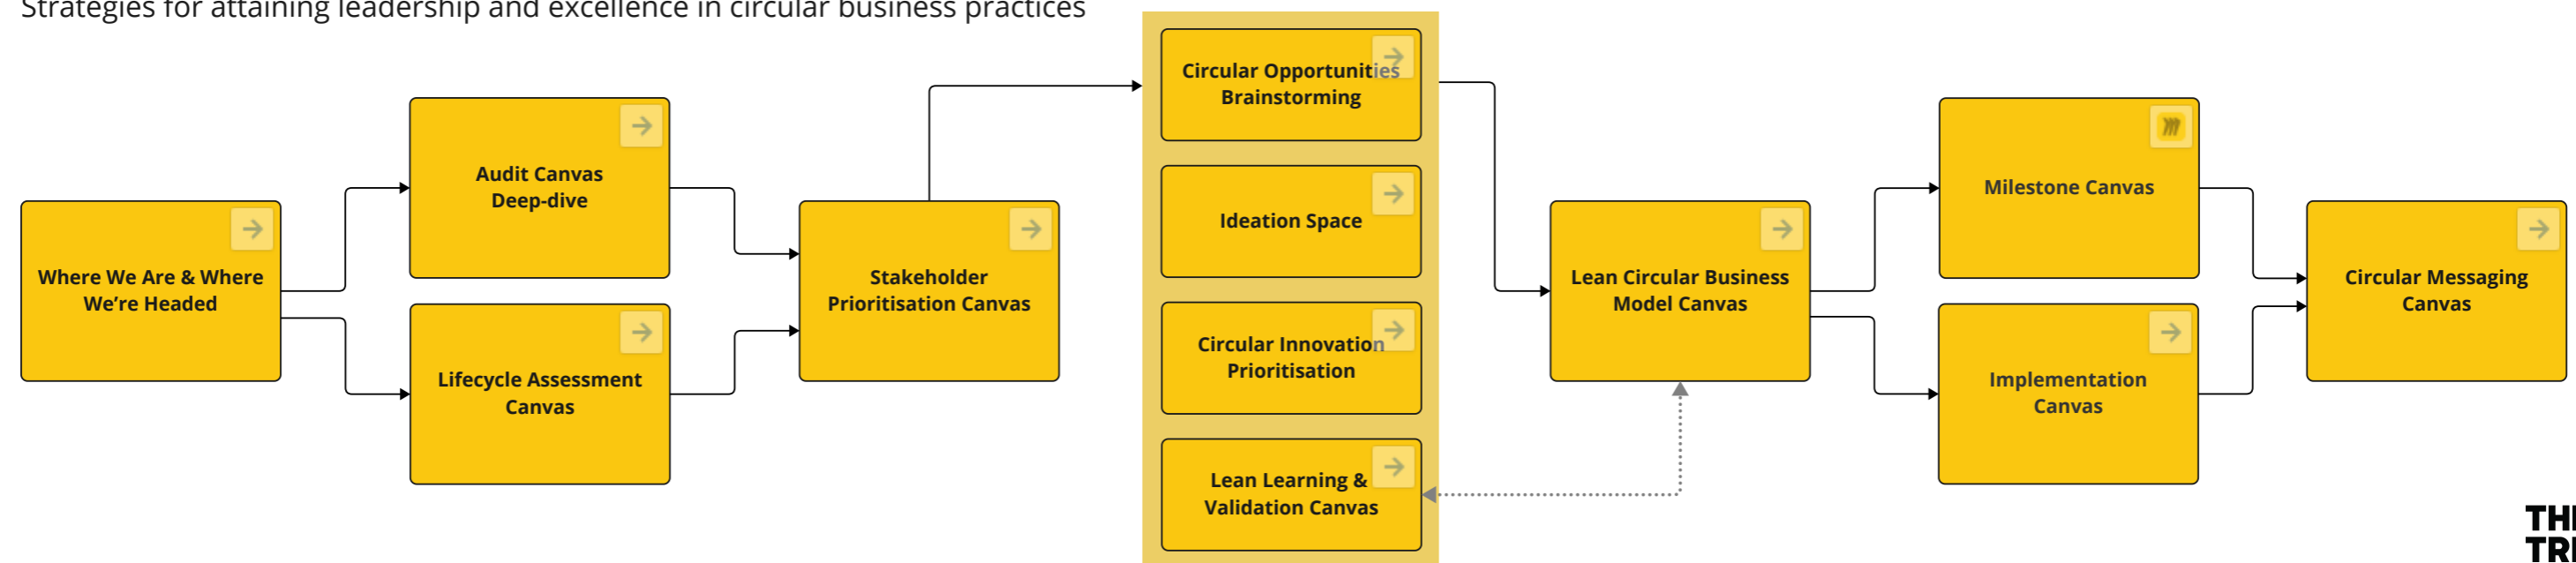 Strategies for attaining leadership and excellence in circular business practices
Where We Are & Where
We’re Headed
Audit Canvas
Deep-dive
Lifecycle Assessment
Canvas
Stakeholder
Prioritisation Canvas
Circular Opportunities
Brainstorming
Ideation Space
Circular Innovation
Prioritisation
Lean Learning &
Validation Canvas
Lean Circular Business
Model Canvas
Milestone Canvas
Implementation
Canvas
Circular Messaging
Canvas